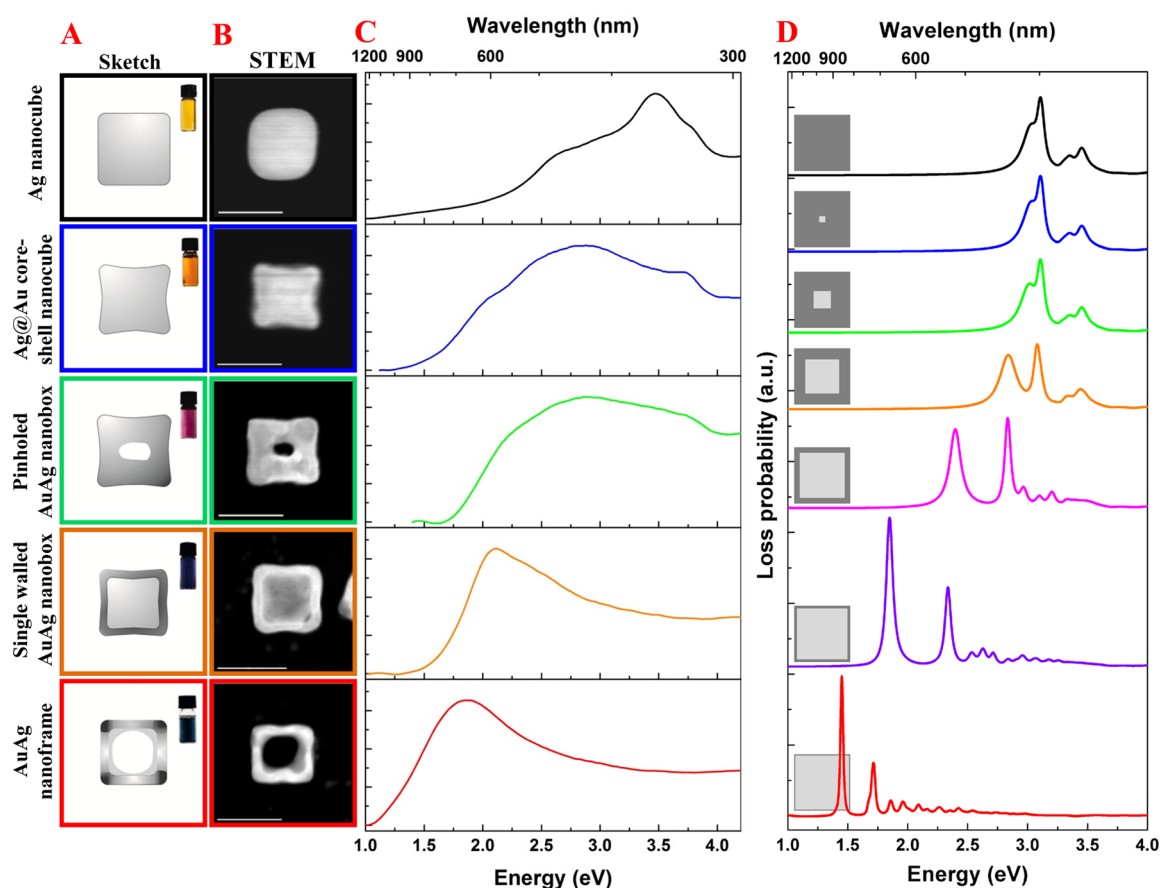 A
B
C
D
Sketch
STEM
Wavelength (nm)
1200 900 600 300
Wavelength (nm)
1200 900 600
Ag nanocube
Ag@Au core-
shell nanocube
Pinholed
AuAg nanobox
Single walled
AuAg nanobox
AuAg
nanoframe
Loss probability (a.u.)
1.0 1.5 2.0 2.5 3.0 3.5 4.0
Energy (eV)
1.0 1.5 2.0 2.5 3.0 3.5 4.0
Energy (eV)